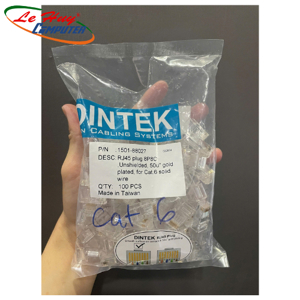 Le Huy
COMPUTER
DINTEK
CABLING SYSTEMS
P/N :1501-88027
DESC: RJ45 plug 8P8C
Unshielded, 50u" gold
plated, for Cat.6 solid
wire
Q'TY: 100 PCS
Made in Taiwan
Cat 6
DINTEK